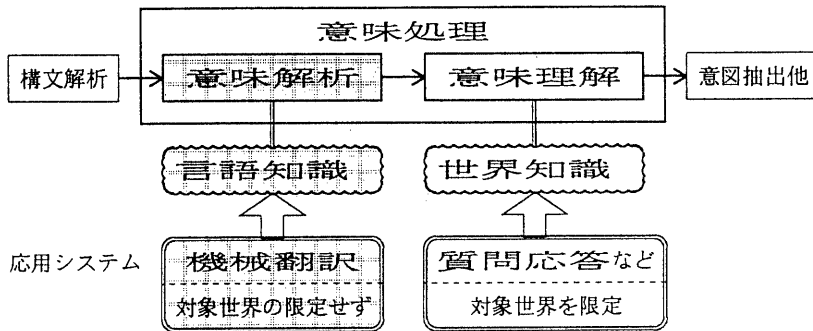 意味処理
構文解析
意味解析
意味理解
意図抽出他
言語知識
世界知識
応用システム
機械翻訳
質問応答など
対象世界の限定せず
対象世界を限定